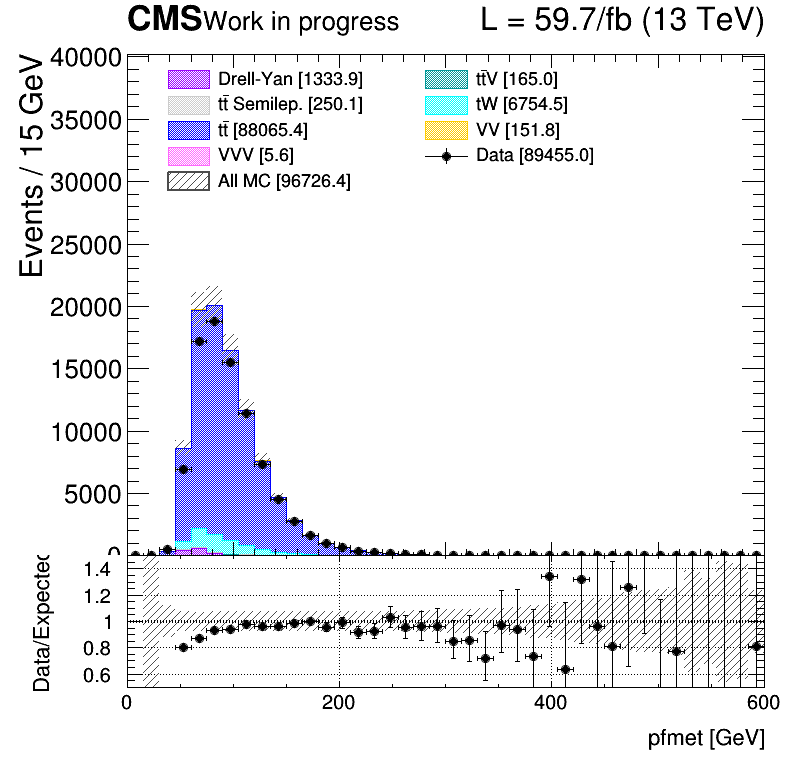 CMS Work in progress L = 59.7/fb (13 TeV)
Events / 15 GeV
40000
35000
30000
25000
20000
15000
10000
5000
0
Drell-Yan [1333.9]
tt̄ Semilep. [250.1]
tt̄ [88065.4]
VVV [5.6]
All MC [96726.4]
tt̄V [165.0]
tW [6754.5]
VV [151.8]
Data [89455.0]
Data/Expected
1.4
1.2
1
0.8
0.6
0 200 400 600
pfmet [GeV]